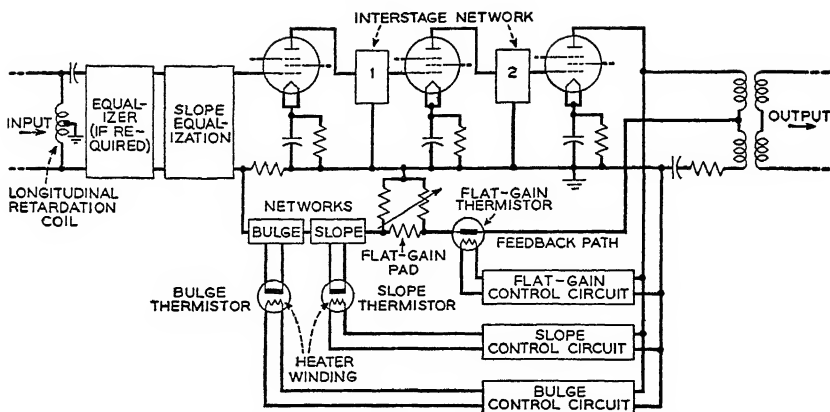 INTERSTAGE NETWORK
1
2
EQUAL-
IZER
(IF RE-
QUIRED)
SLOPE
EQUAL-
IZATION
INPUT
OUTPUT
LONGITUDINAL
RETARDATION
COIL
NETWORKS
BULGE
SLOPE
FLAT-GAIN
PAD
FLAT-GAIN
THERMISTOR
FEEDBACK PATH
BULGE
THERMISTOR
SLOPE
THERMISTOR
HEATER
WINDING
FLAT-GAIN
CONTROL CIRCUIT
SLOPE
CONTROL CIRCUIT
BULGE
CONTROL CIRCUIT